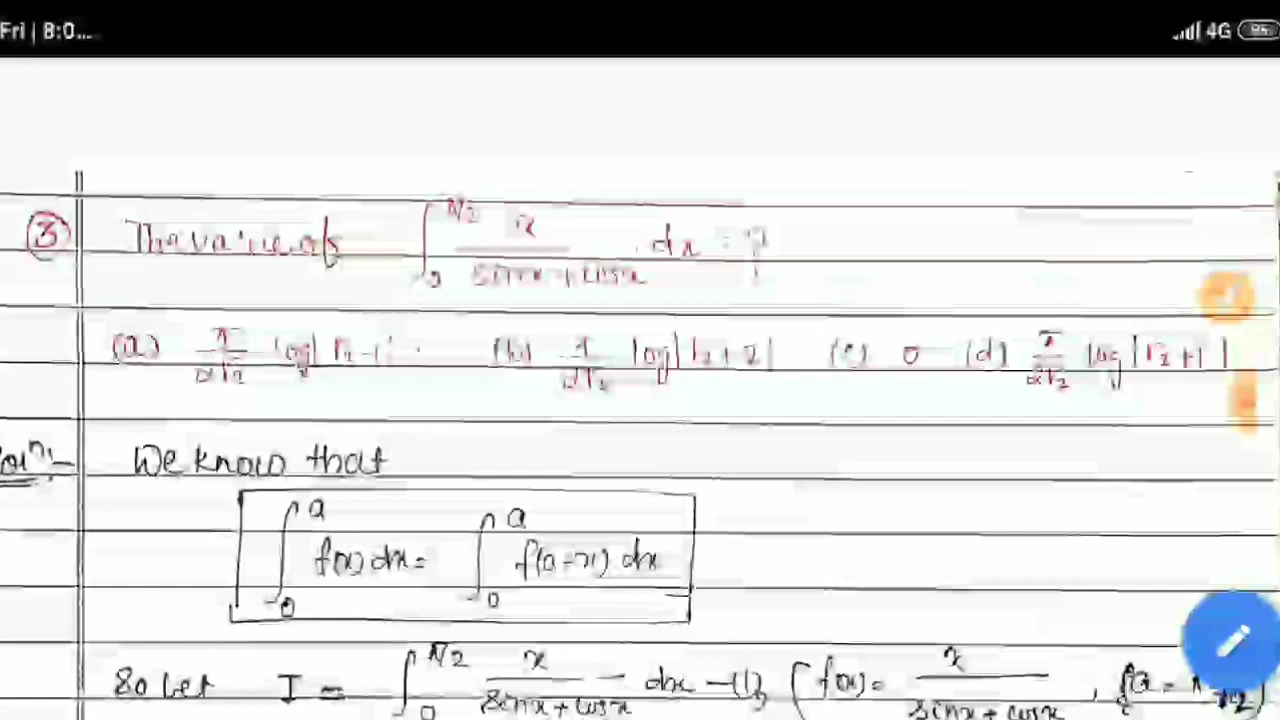 Fri | 8:0... 4G 95
③ The value of ∫₀^π/2 x/(sinx+cosx) dx = ?
(a) π/2√2 log|√2-1| (b) π/2√2 log|√2+2| (c) 0 (d) π/2√2 log|√2+1|
Solⁿ:- We know that
∫₀^a f(x) dx = ∫₀^a f(a-x) dx
So Let I = ∫₀^π/2 x/(sinx+cosx) dx -(1) ( f(x) = x/(sinx+cosx) ,